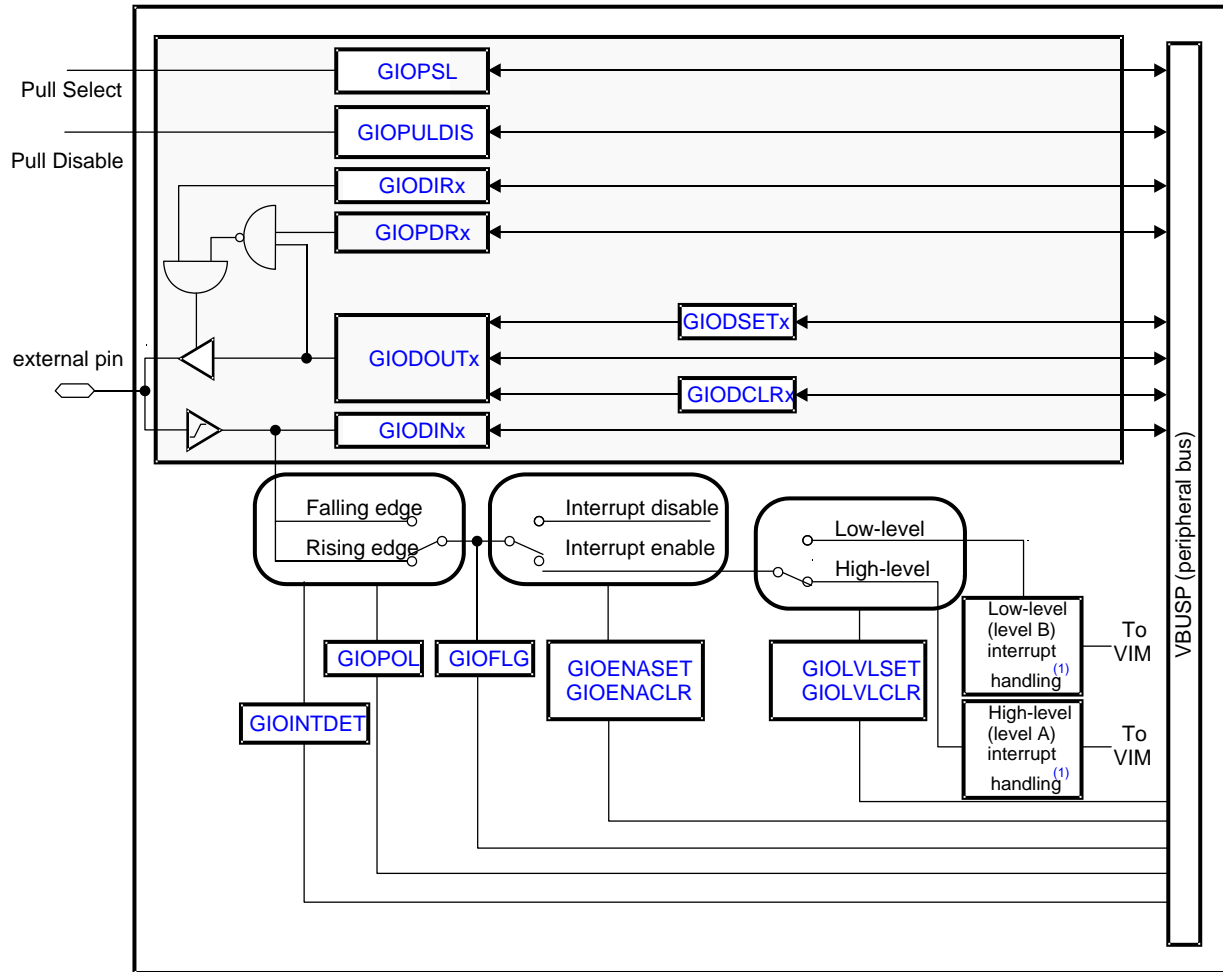 GIOPSL
Pull Select
GIOPULDIS
Pull Disable
GIODIRx
GIOPDRx
GIODSETx
external pin
GIODOUTx
GIODCLRx
GIODINx
VBUSP (peripheral bus)
Falling edge
Rising edge
Interrupt disable
Interrupt enable
Low-level
High-level
GIOPOL
GIOFLG
GIOENASET
GIOENACLR
GIOLVLSET
GIOLVLCLR
GIOINTDET
Low-level
(level B)
interrupt
handling(1)
To
VIM
High-level
(level A)
interrupt
handling(1)
To
VIM